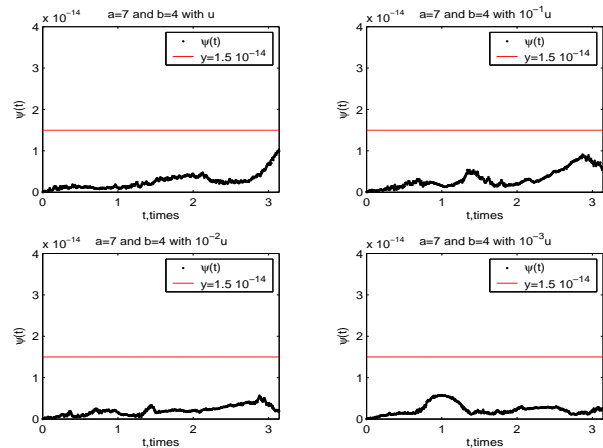 x 10⁻¹⁴
a=7 and b=4 with u
ψ(t)
y=1.5 10⁻¹⁴
4
3
2
1
0
ψ(t)
0 1 2 3
t,times
x 10⁻¹⁴
a=7 and b=4 with 10⁻¹u
ψ(t)
y=1.5 10⁻¹⁴
4
3
2
1
0
ψ(t)
0 1 2 3
t,times
x 10⁻¹⁴
a=7 and b=4 with 10⁻²u
ψ(t)
y=1.5 10⁻¹⁴
4
3
2
1
0
ψ(t)
0 1 2 3
t,times
x 10⁻¹⁴
a=7 and b=4 with 10⁻³u
ψ(t)
y=1.5 10⁻¹⁴
4
3
2
1
0
ψ(t)
0 1 2 3
t,times